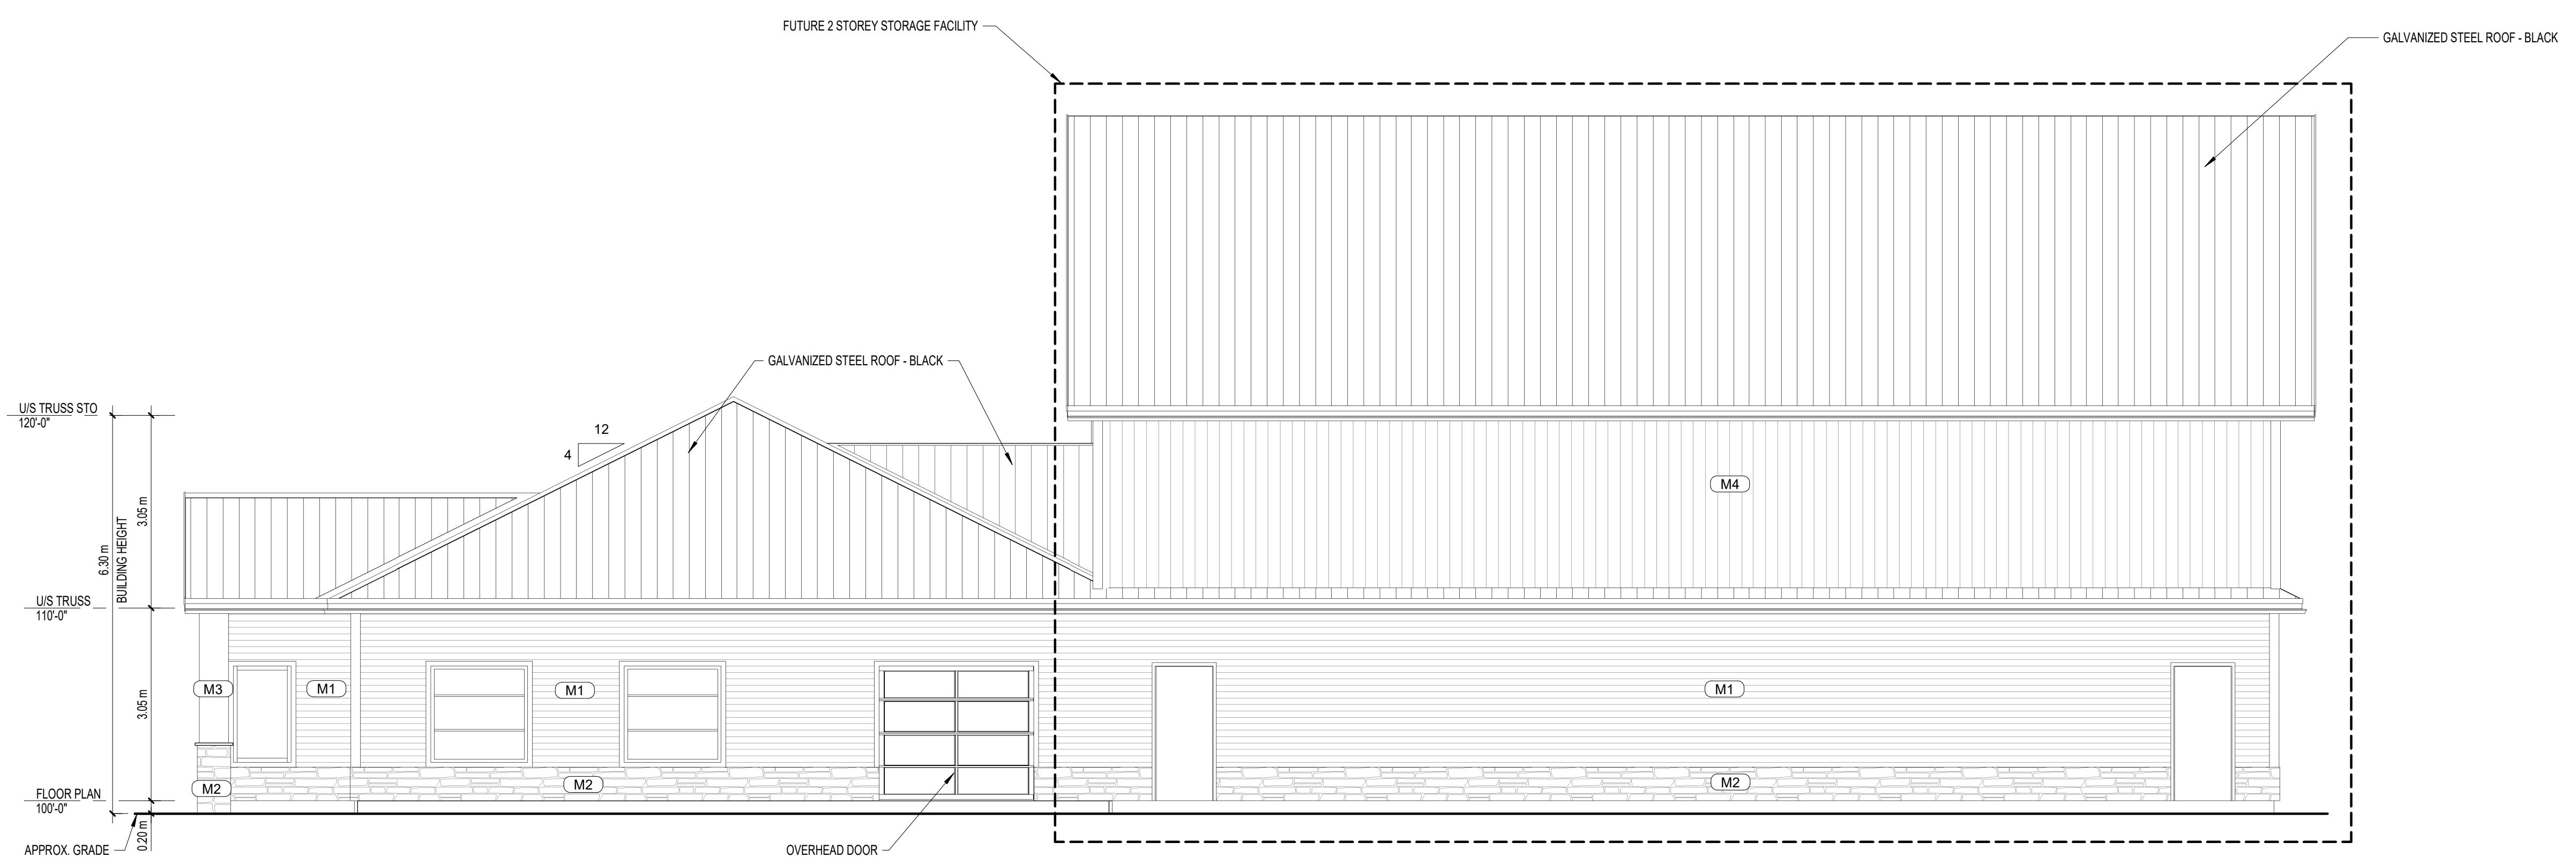 FUTURE 2 STOREY STORAGE FACILITY
GALVANIZED STEEL ROOF - BLACK
GALVANIZED STEEL ROOF - BLACK
U/S TRUSS STO
120'-0"
12
4
M4
3.05 m
6.30 m
BUILDING HEIGHT
U/S TRUSS
110'-0"
M3
M1
M1
M1
3.05 m
M2
M2
M2
FLOOR PLAN
100'-0"
0.20 m
APPROX. GRADE
OVERHEAD DOOR